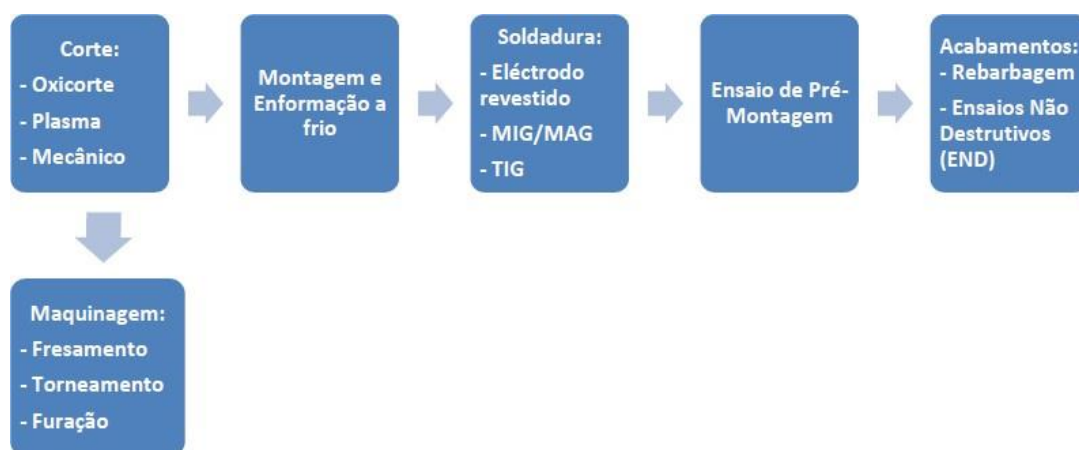 Corte:
- Oxicorte
- Plasma
- Mecânico
Montagem e
Enformação a
frio
Soldadura:
- Eléctrodo
revestido
- MIG/MAG
- TIG
Ensaio de Pré-
Montagem
Acabamentos:
- Rebarbagem
- Ensaios Não
Destrutivos
(END)
Maquinagem:
- Fresamento
- Torneamento
- Furação